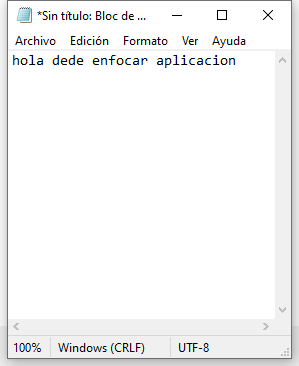 *Sin título: Bloc de ...
Archivo Edición Formato Ver Ayuda
hola dede enfocar aplicacion
100% Windows (CRLF) UTF-8